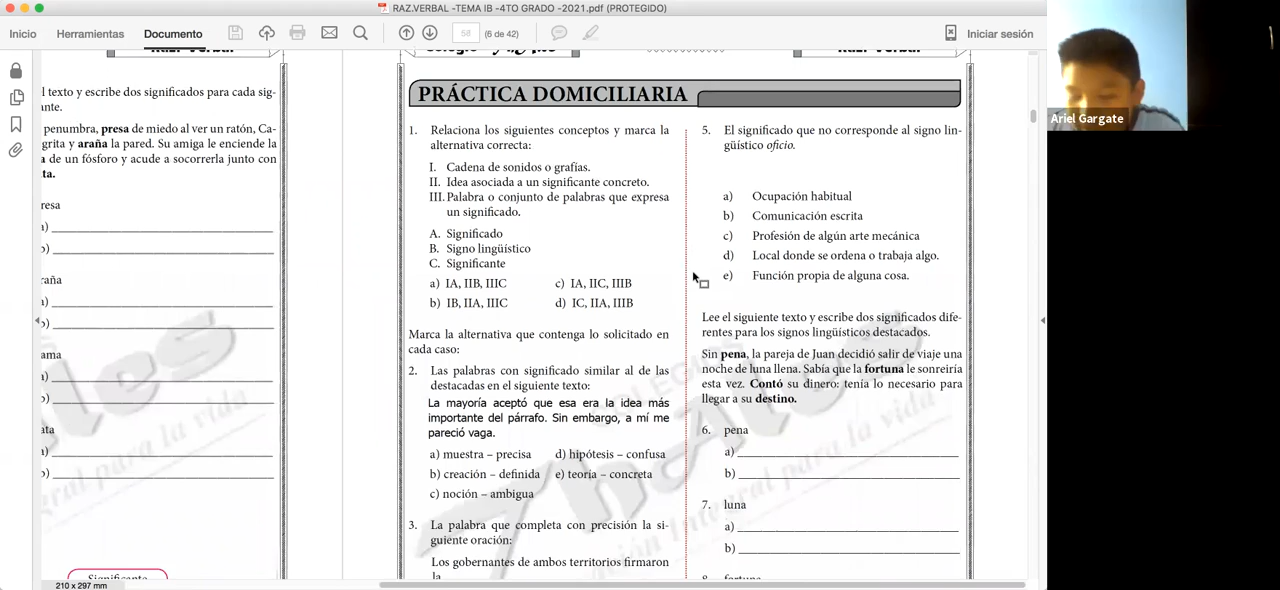 RAZ.VERBAL -TEMA IB -4TO GRADO -2021.pdf (PROTEGIDO)
Inicio Herramientas Documento 58 (6 de 42) Iniciar sesión
l texto y escribe dos significados para cada sig-
ante.
penumbra, presa de miedo al ver un ratón, Ca-
grita y araña la pared. Su amiga le enciende la
a de un fósforo y acude a socorrerla junto con
ta.
resa
araña
ama
ata
Significante
PRÁCTICA DOMICILIARIA
1. Relaciona los siguientes conceptos y marca la
alternativa correcta:
I. Cadena de sonidos o grafías.
II. Idea asociada a un significante concreto.
III. Palabra o conjunto de palabras que expresa
un significado.
A. Significado
B. Signo lingüístico
C. Significante
a) IA, IIB, IIIC c) IA, IIC, IIIB
b) IB, IIA, IIIC d) IC, IIA, IIIB
Marca la alternativa que contenga lo solicitado en
cada caso:
2. Las palabras con significado similar al de las
destacadas en el siguiente texto:
La mayoría aceptó que esa era la idea más
importante del párrafo. Sin embargo, a mí me
pareció vaga.
a) muestra – precisa d) hipótesis – confusa
b) creación – definida e) teoría – concreta
c) noción – ambigua
3. La palabra que completa con precisión la si-
guiente oración:
Los gobernantes de ambos territorios firmaron
la
5. El significado que no corresponde al signo lin-
güístico oficio.
a) Ocupación habitual
b) Comunicación escrita
c) Profesión de algún arte mecánica
d) Local donde se ordena o trabaja algo.
e) Función propia de alguna cosa.
Lee el siguiente texto y escribe dos significados dife-
rentes para los signos lingüísticos destacados.
Sin pena, la pareja de Juan decidió salir de viaje una
noche de luna llena. Sabía que la fortuna le sonreiría
esta vez. Contó su dinero: tenía lo necesario para
llegar a su destino.
6. pena
a)
b)
7. luna
a)
b)
8. fortuna
210 x 297 mm
Ariel Gargate